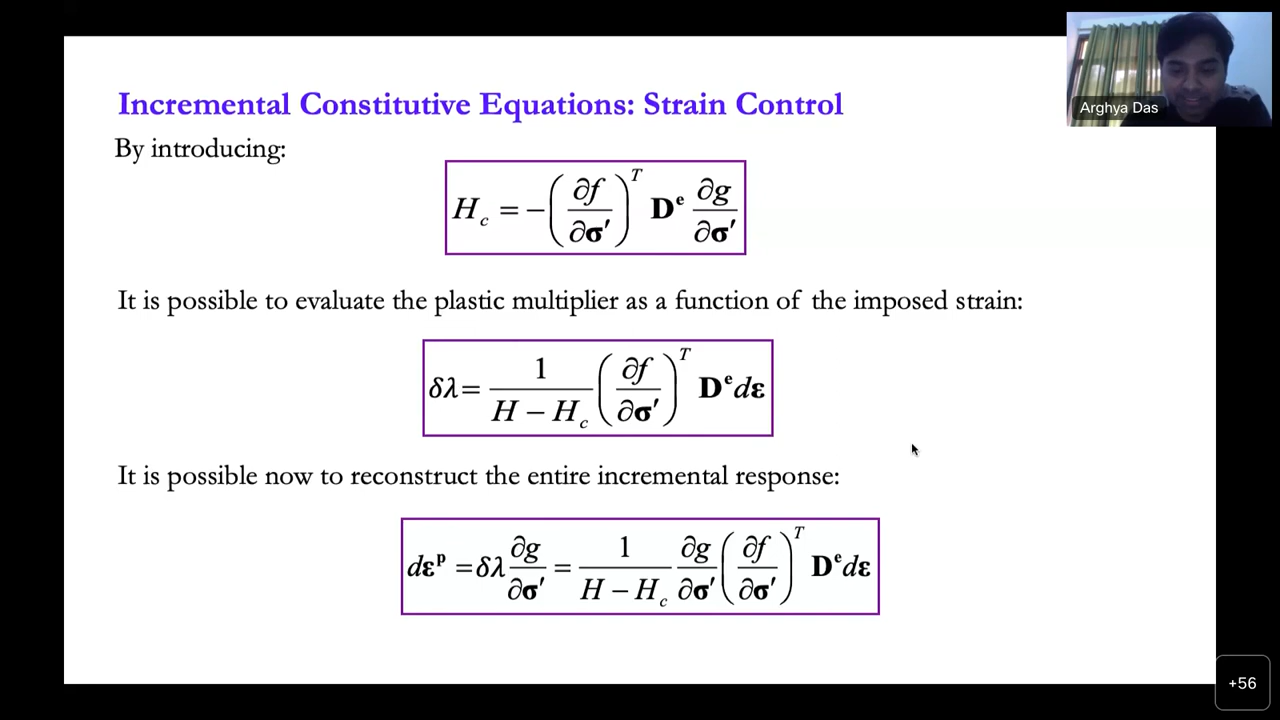 Incremental Constitutive Equations: Strain Control
Arghya Das
By introducing:
H_c = −(∂f/∂σ′)^T D^e ∂g/∂σ′
It is possible to evaluate the plastic multiplier as a function of the imposed strain:
δλ = 1/(H − H_c) (∂f/∂σ′)^T D^e dε
It is possible now to reconstruct the entire incremental response:
dε^p = δλ ∂g/∂σ′ = 1/(H − H_c) ∂g/∂σ′ (∂f/∂σ′)^T D^e dε
+56